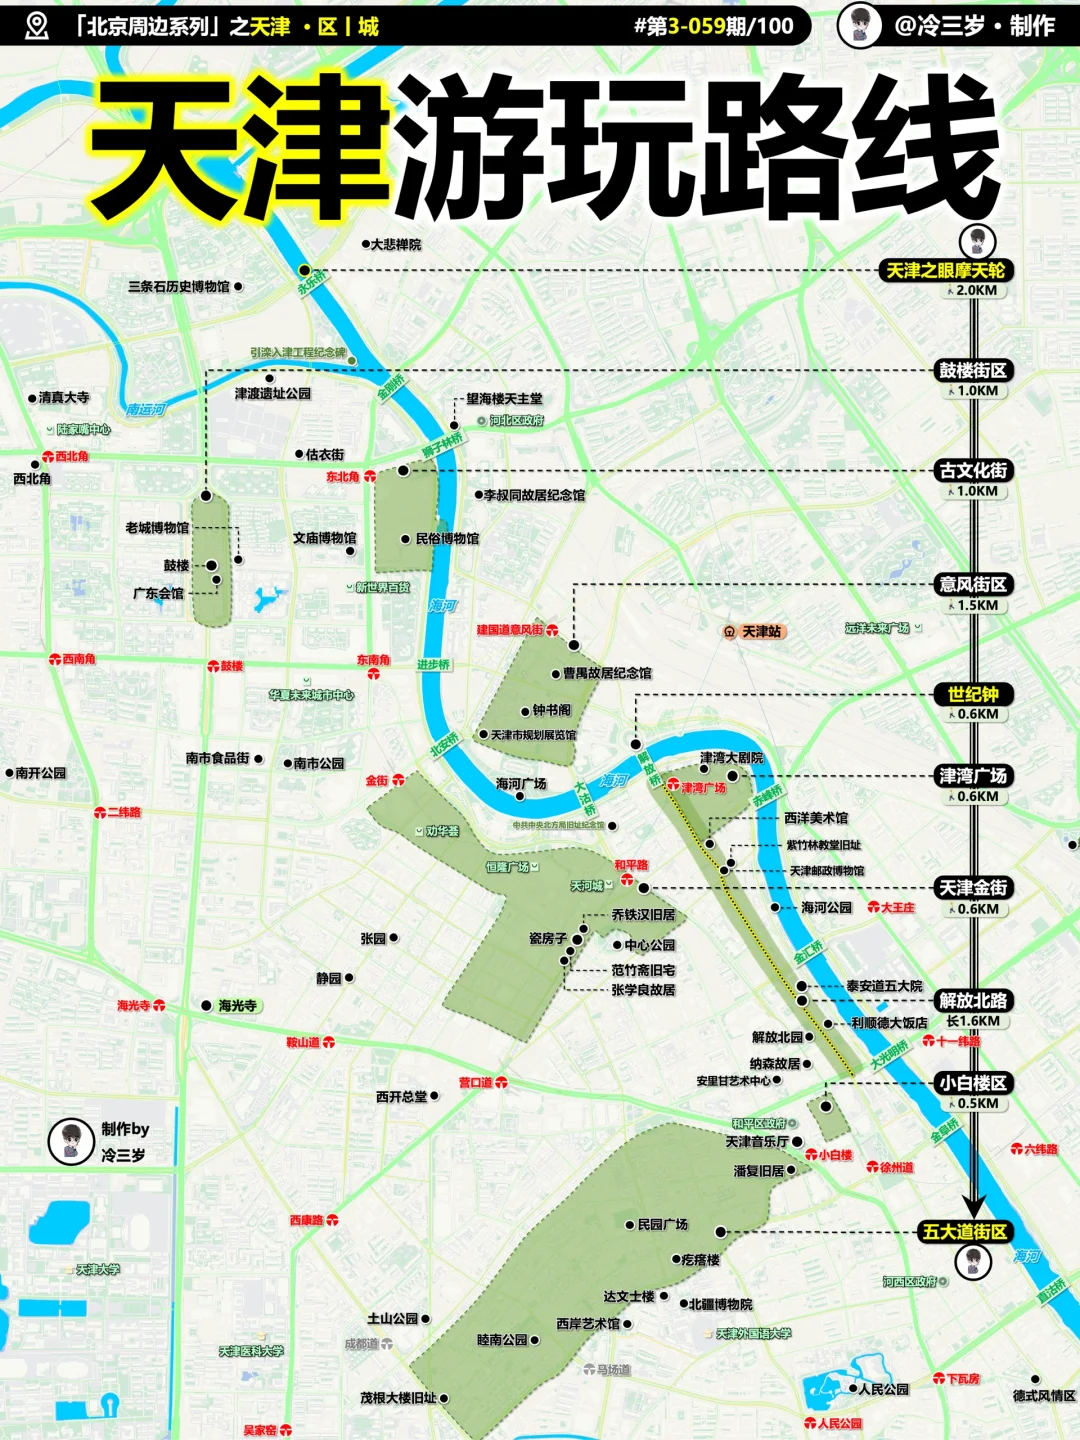 「北京周边系列」之天津·区丨城
#第3-059期/100
@冷三岁·制作
天津游玩路线
大悲禅院
天津之眼摩天轮
2.0KM
永乐桥
三条石历史博物馆
引滦入津工程纪念碑
鼓楼街区
1.0KM
津渡遗址公园
金刚桥
清真大寺
南运河
望海楼天主堂
河北区政府
陆家嘴中心
狮子林桥
西北角
估衣街
古文化街
1.0KM
东北角
西北角
李叔同故居纪念馆
老城博物馆
文庙博物馆
民俗博物馆
鼓楼
新世界百货
意风街区
1.5KM
广东会馆
海河
建国道意风街
天津站
远洋未来广场
西南角
鼓楼
东南角
进步桥
曹禺故居纪念馆
华夏未来城市中心
世纪钟
0.6KM
钟书阁
天津市规划展览馆
北安桥
南市食品街
南市公园
解放桥
津湾大剧院
南开公园
金街
海河广场
海河
津湾广场
0.6KM
大沽桥
津湾广场
赤峰桥
二纬路
中共中央北方局旧址纪念馆
西洋美术馆
劝华荟
紫竹林教堂旧址
恒隆广场
和平路
天津邮政博物馆
天河城
天津金街
0.6KM
乔铁汉旧居
海河公园
大王庄
张园
瓷房子
中心公园
金汇桥
范竹斋旧宅
静园
张学良故居
泰安道五大院
海光寺
海光寺
解放北路
长1.6KM
利顺德大饭店
鞍山道
解放北园
十一纬路
大光明桥
纳森故居
营口道
安里甘艺术中心
小白楼区
0.5KM
西开总堂
和平区政府
制作by
冷三岁
天津音乐厅
金阜桥
小白楼
六纬路
潘复旧居
徐州道
西康路
民园广场
五大道街区
疙瘩楼
海河
天津大学
河西区政府
直沽桥
达文士楼
北疆博物院
土山公园
西岸艺术馆
天津外国语大学
成都道
睦南公园
天津医科大学
马场道
下瓦房
茂根大楼旧址
人民公园
德式风情区
吴家窑
人民公园